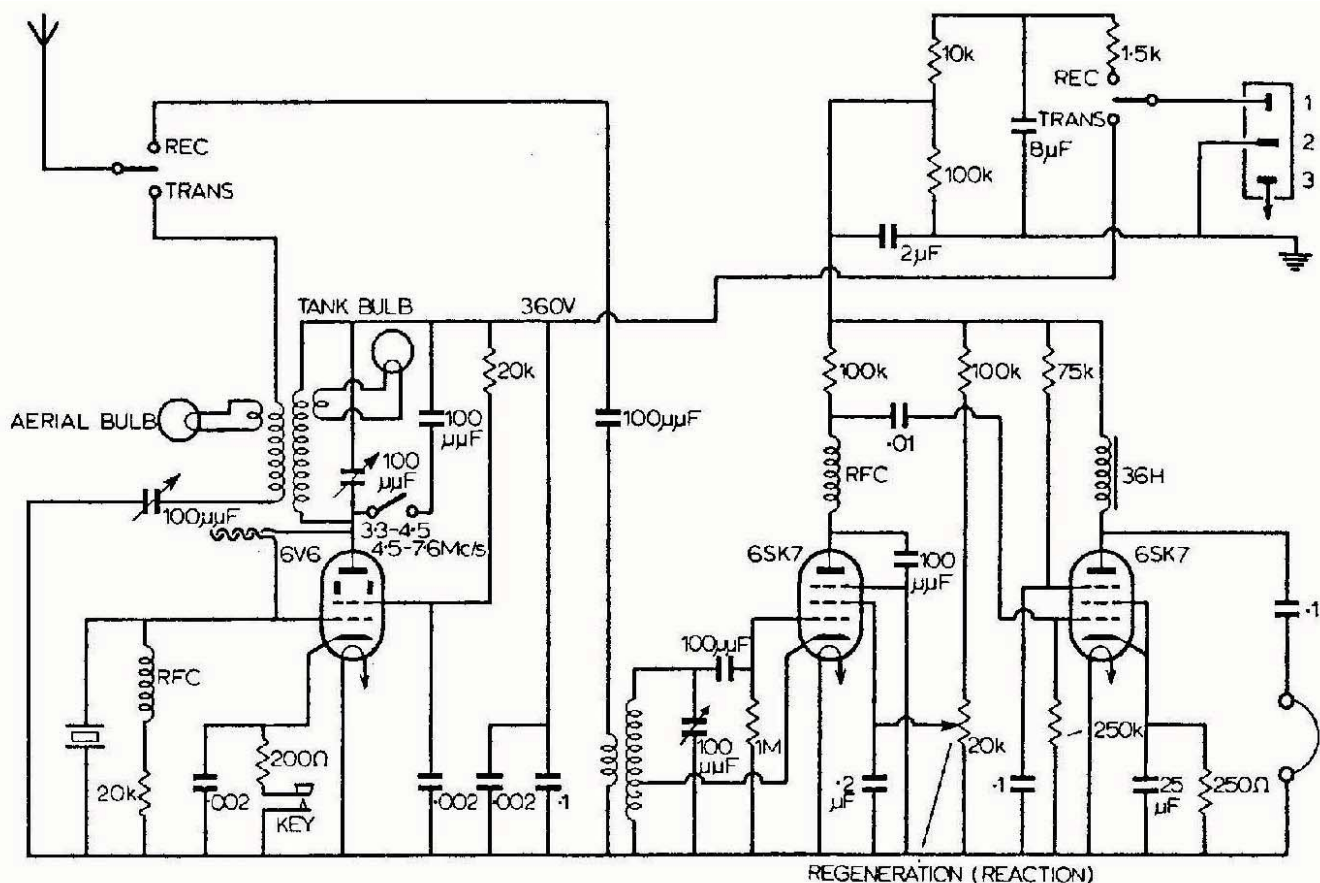 10k
1·5k
REC
1
REC
TRANS
8µF
2
TRANS
100k
3
2µF
TANK BULB
360V
20k
100k
100k
75k
AERIAL BULB
100
µµF
100µµF
·01
100
µµF
RFC
36H
100µµF
3·3-4·5
4·5-7·6Mc/s
6V6
6SK7
100
µµF
6SK7
·1
100µµF
RFC
200Ω
100
µµF
1M
20k
250k
20k
·002
·002
·002
·1
·2
µF
·1
25
µF
250Ω
KEY
REGENERATION (REACTION)